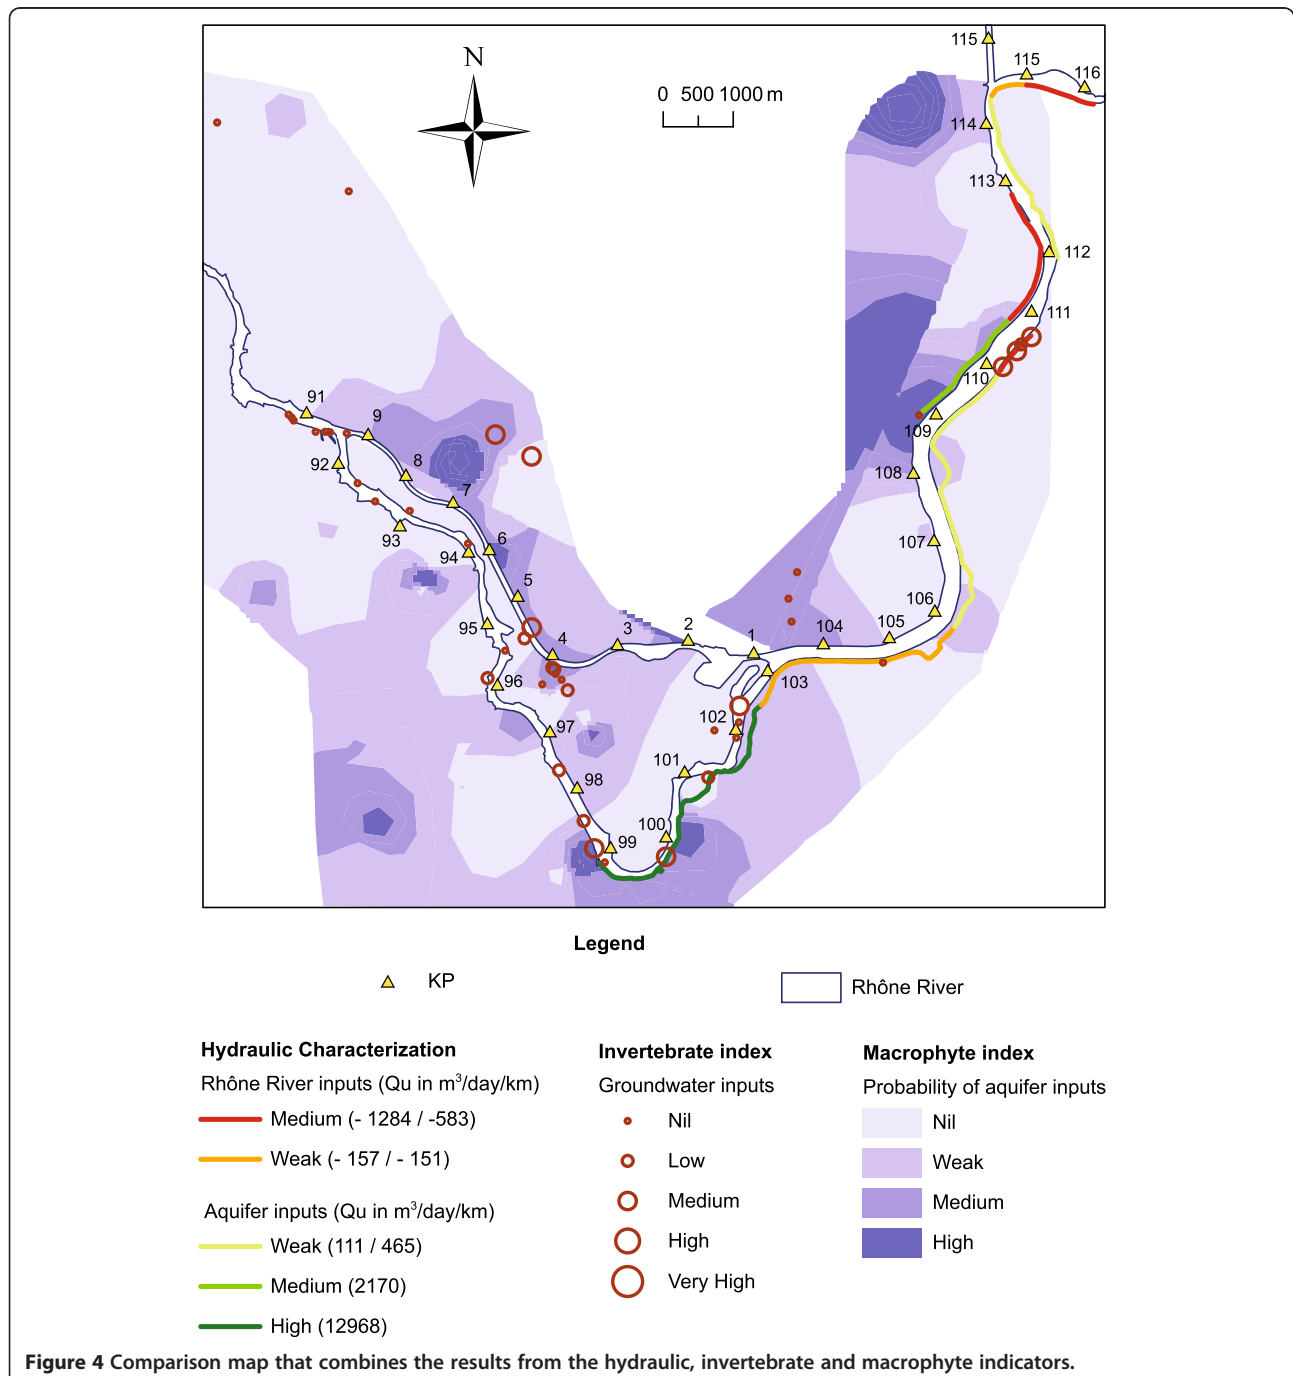 N
0 500 1000 m
115
115
116
114
113
112
111
110
109
108
107
106
105
104
103
1
2
3
4
5
6
7
8
9
91
92
93
94
95
96
97
98
99
100
101
102
Legend
KP
Rhône River
Hydraulic Characterization
Rhône River inputs (Qu in m³/day/km)
Medium (- 1284 / -583)
Weak (- 157 / - 151)
Aquifer inputs (Qu in m³/day/km)
Weak (111 / 465)
Medium (2170)
High (12968)
Invertebrate index
Groundwater inputs
Nil
Low
Medium
High
Very High
Macrophyte index
Probability of aquifer inputs
Nil
Weak
Medium
High
Figure 4 Comparison map that combines the results from the hydraulic, invertebrate and macrophyte indicators.